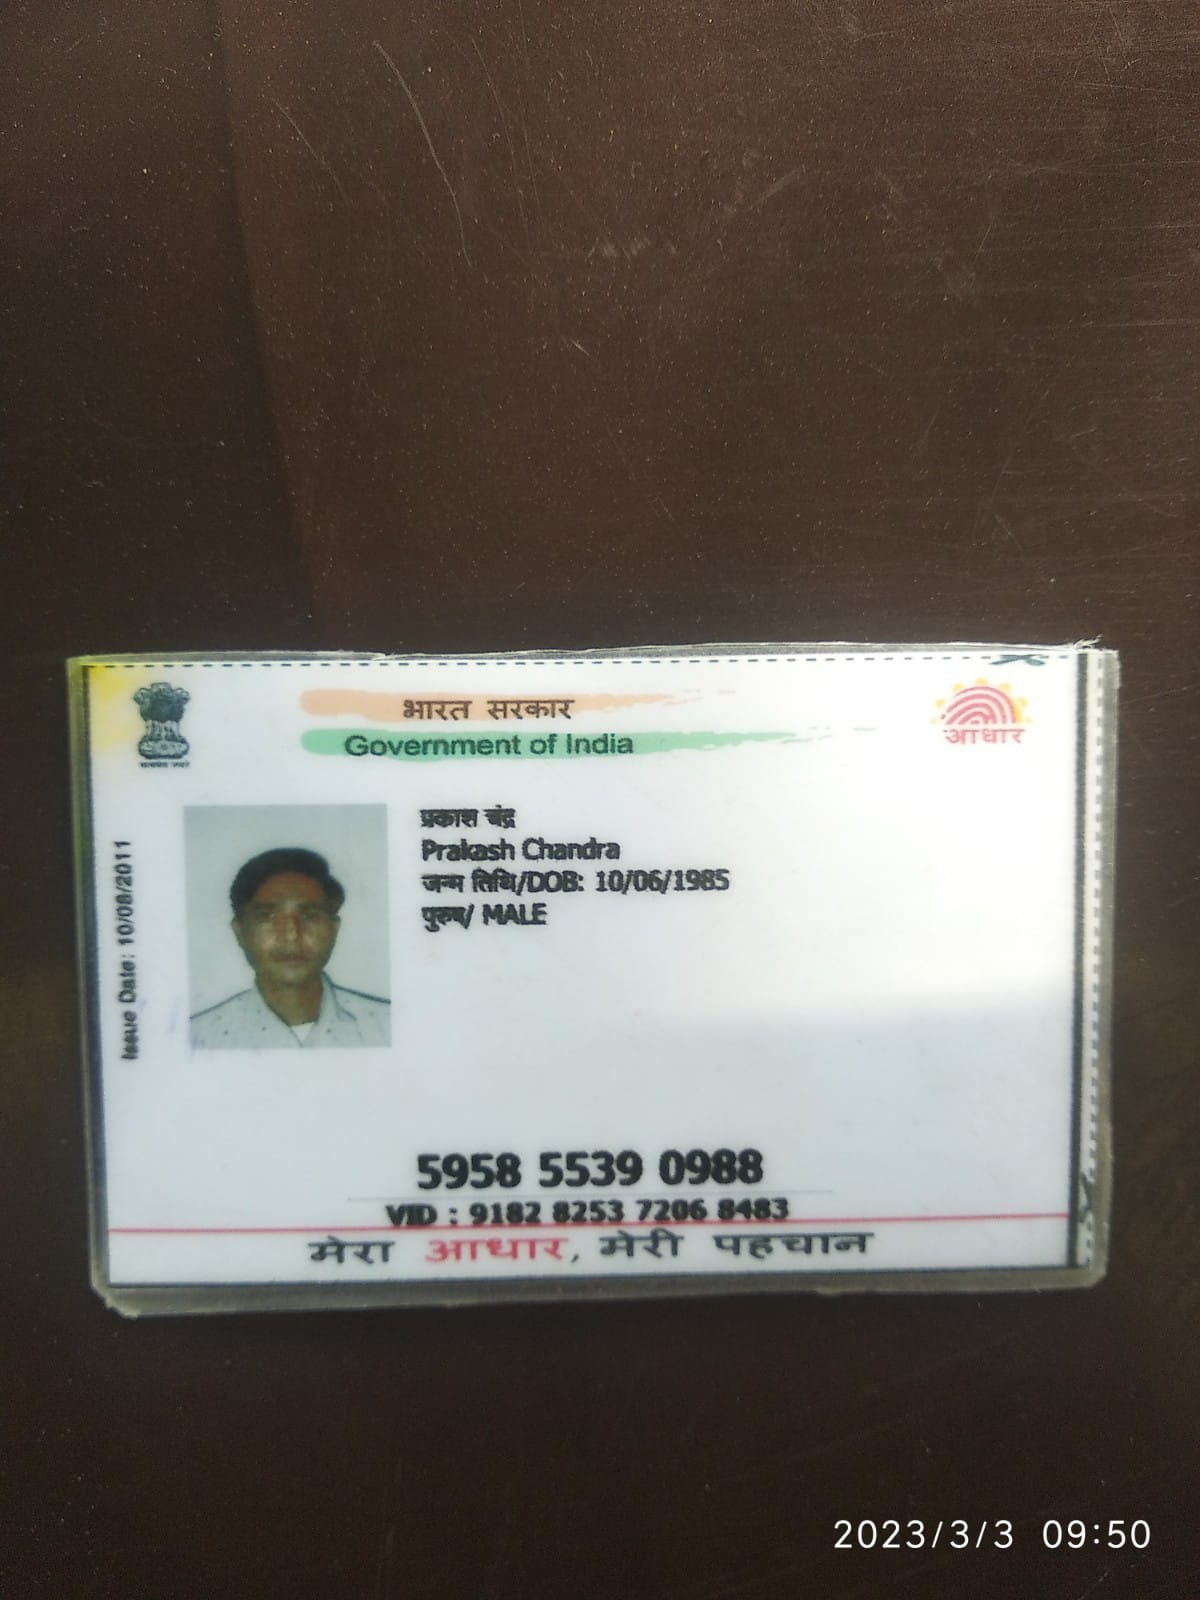 भारत सरकार
Government of India
आधार
Issue Date: 10/08/2011
प्रकाश चंद्र
Prakash Chandra
जन्म तिथि/DOB: 10/06/1985
पुरुष/ MALE
5958 5539 0988
VID : 9182 8253 7206 8483
मेरा आधार, मेरी पहचान
2023/3/3 09:50